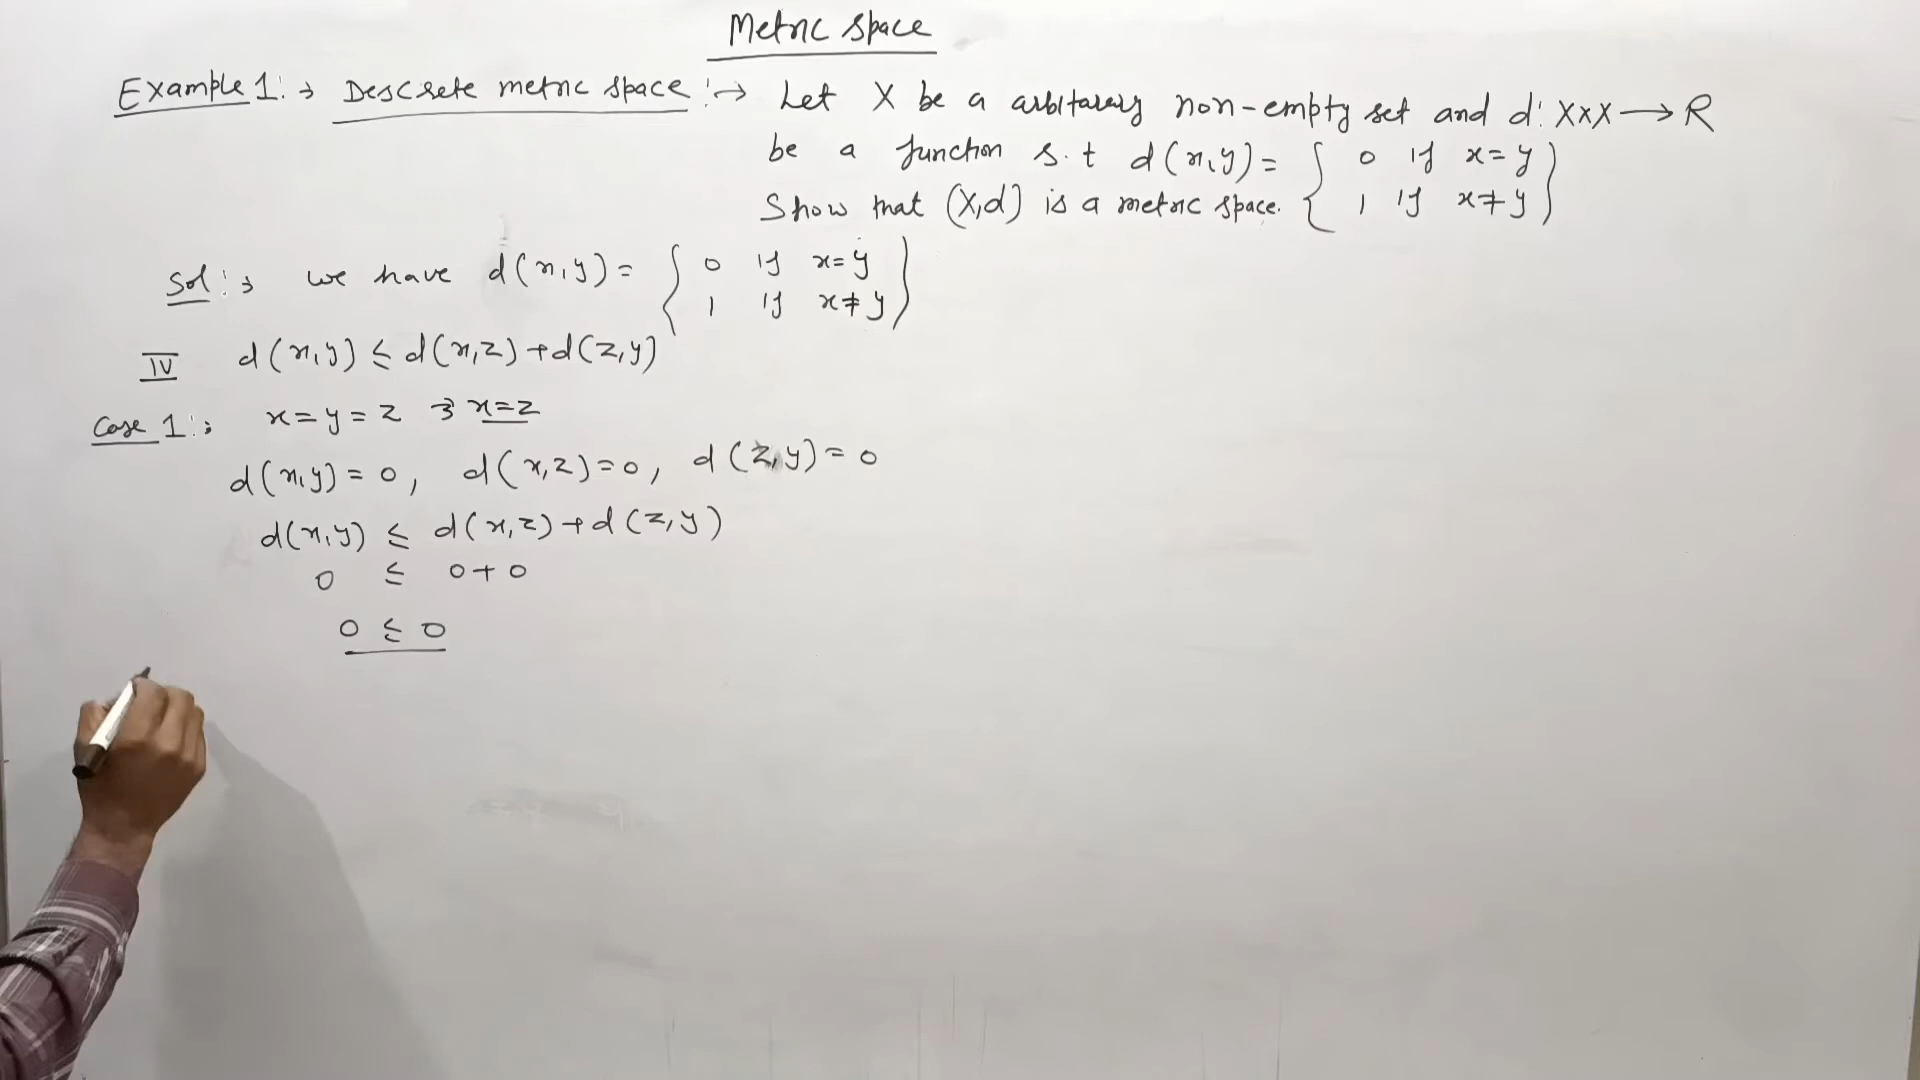 Metric space
Example 1:→ Descrete metric space:→ Let X be a arbitarary non-empty set and d: X×X→R
be a function s.t d(x,y)= { 0 if x=y
1 if x≠y }
Show that (X,d) is a metric space.
Sol:→ we have d(x,y)= { 0 if x=y
1 if x≠y }
IV d(x,y) ≤ d(x,z)+d(z,y)
Case 1:→ x=y=z ⇒ x=z
d(x,y)=0, d(x,z)=0, d(z,y)=0
d(x,y) ≤ d(x,z)+d(z,y)
0 ≤ 0+0
0 ≤ 0